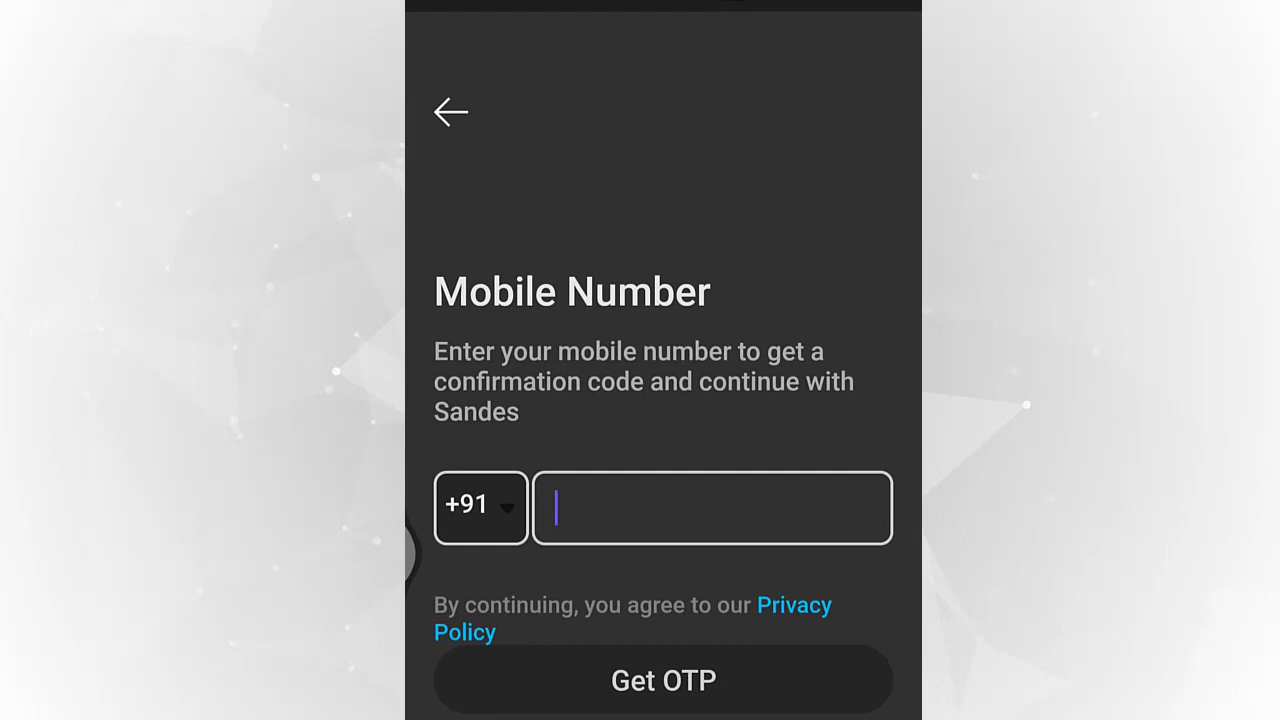 Mobile Number
Enter your mobile number to get a
confirmation code and continue with
Sandes
+91
By continuing, you agree to our Privacy
Policy
Get OTP